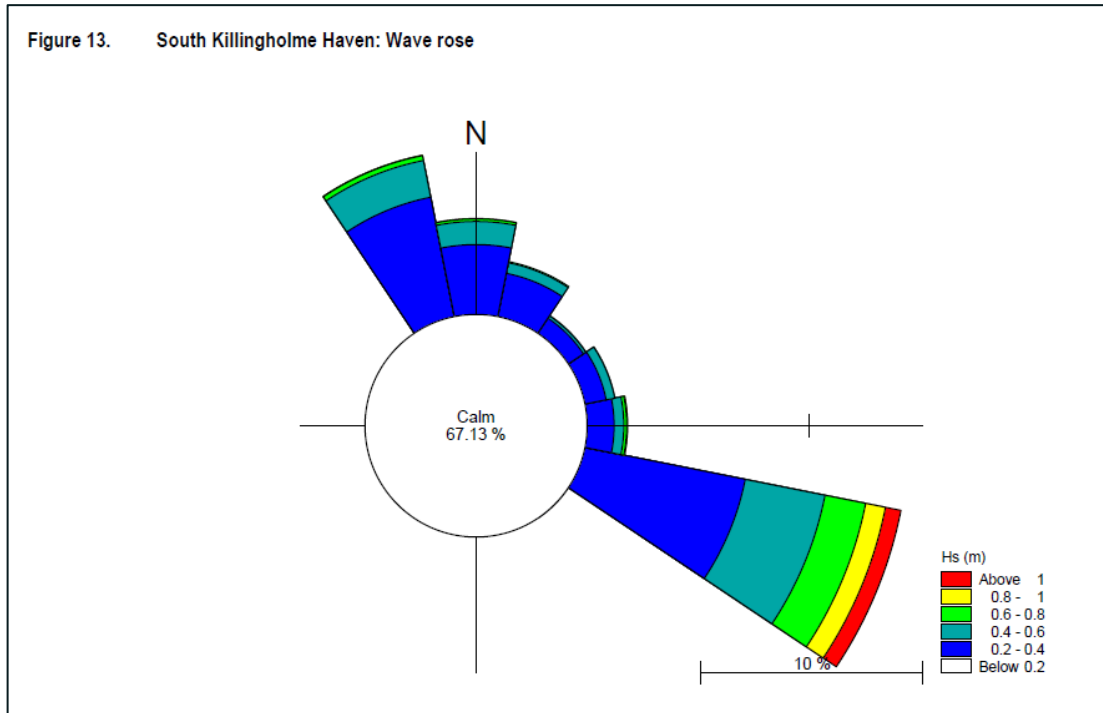 Figure 13. South Killingholme Haven: Wave rose
N
Calm
67.13 %
10 %
Hs (m)
Above 1
0.8 - 1
0.6 - 0.8
0.4 - 0.6
0.2 - 0.4
Below 0.2